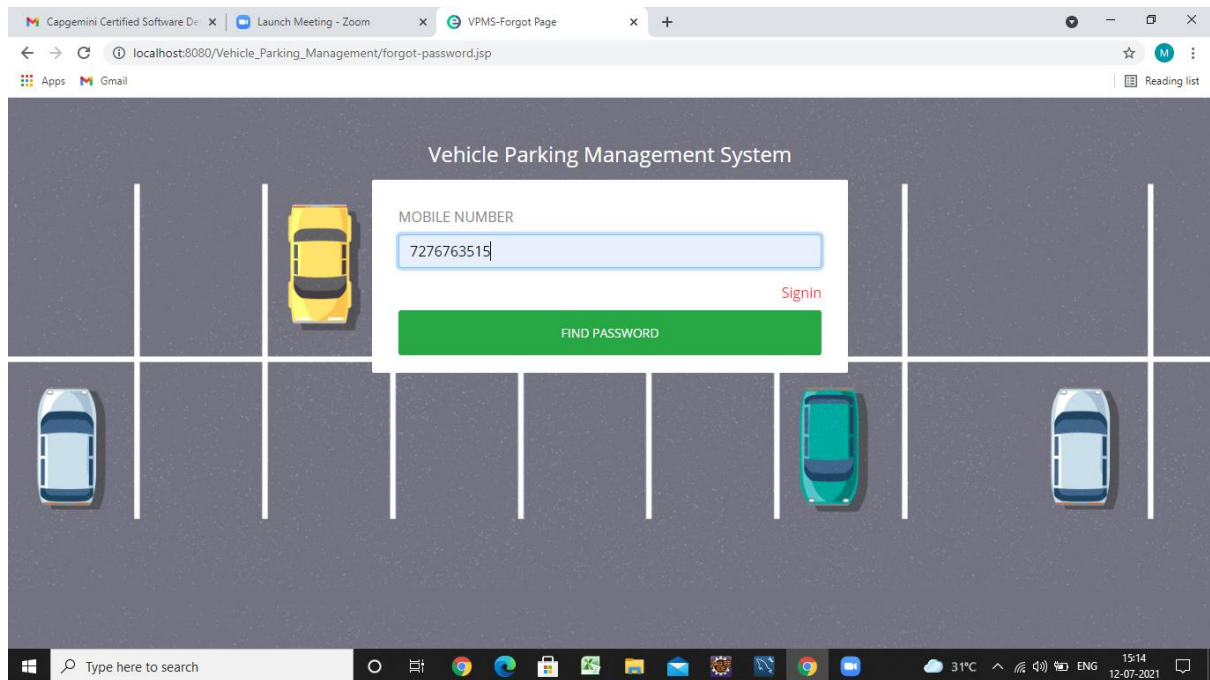 Capgemini Certified Software De
Launch Meeting - Zoom
VPMS-Forgot Page
localhost:8080/Vehicle_Parking_Management/forgot-password.jsp
M
Apps
Gmail
Reading list
Vehicle Parking Management System
MOBILE NUMBER
7276763515
Signin
FIND PASSWORD
Type here to search
31°C
ENG
15:14
12-07-2021